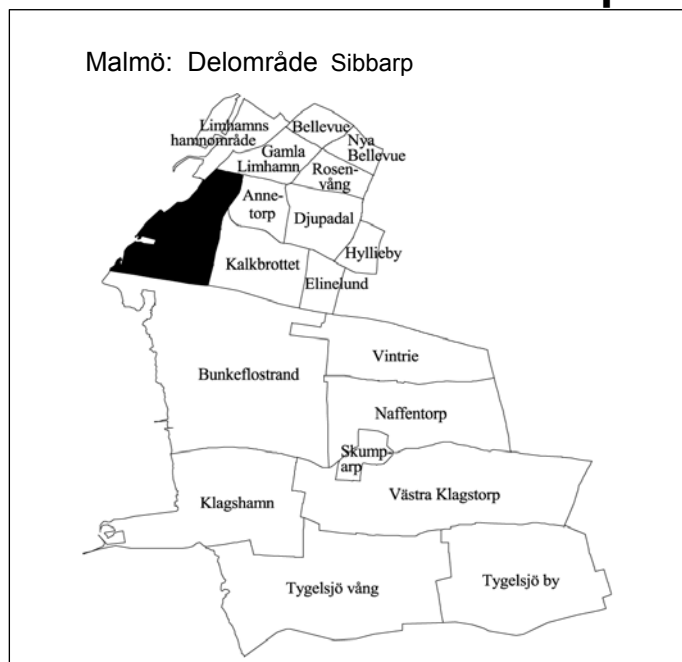 Malmö: Delområde Sibbarp
Limhamns
hamnområde
Bellevue
Nya
Bellevue
Gamla
Limhamn
Rosen-
vång
Anne-
torp
Djupadal
Hyllieby
Kalkbrottet
Elinelund
Vintrie
Bunkeflostrand
Naffentorp
Skump-
arp
Västra Klagstorp
Klagshamn
Tygelsjö vång
Tygelsjö by